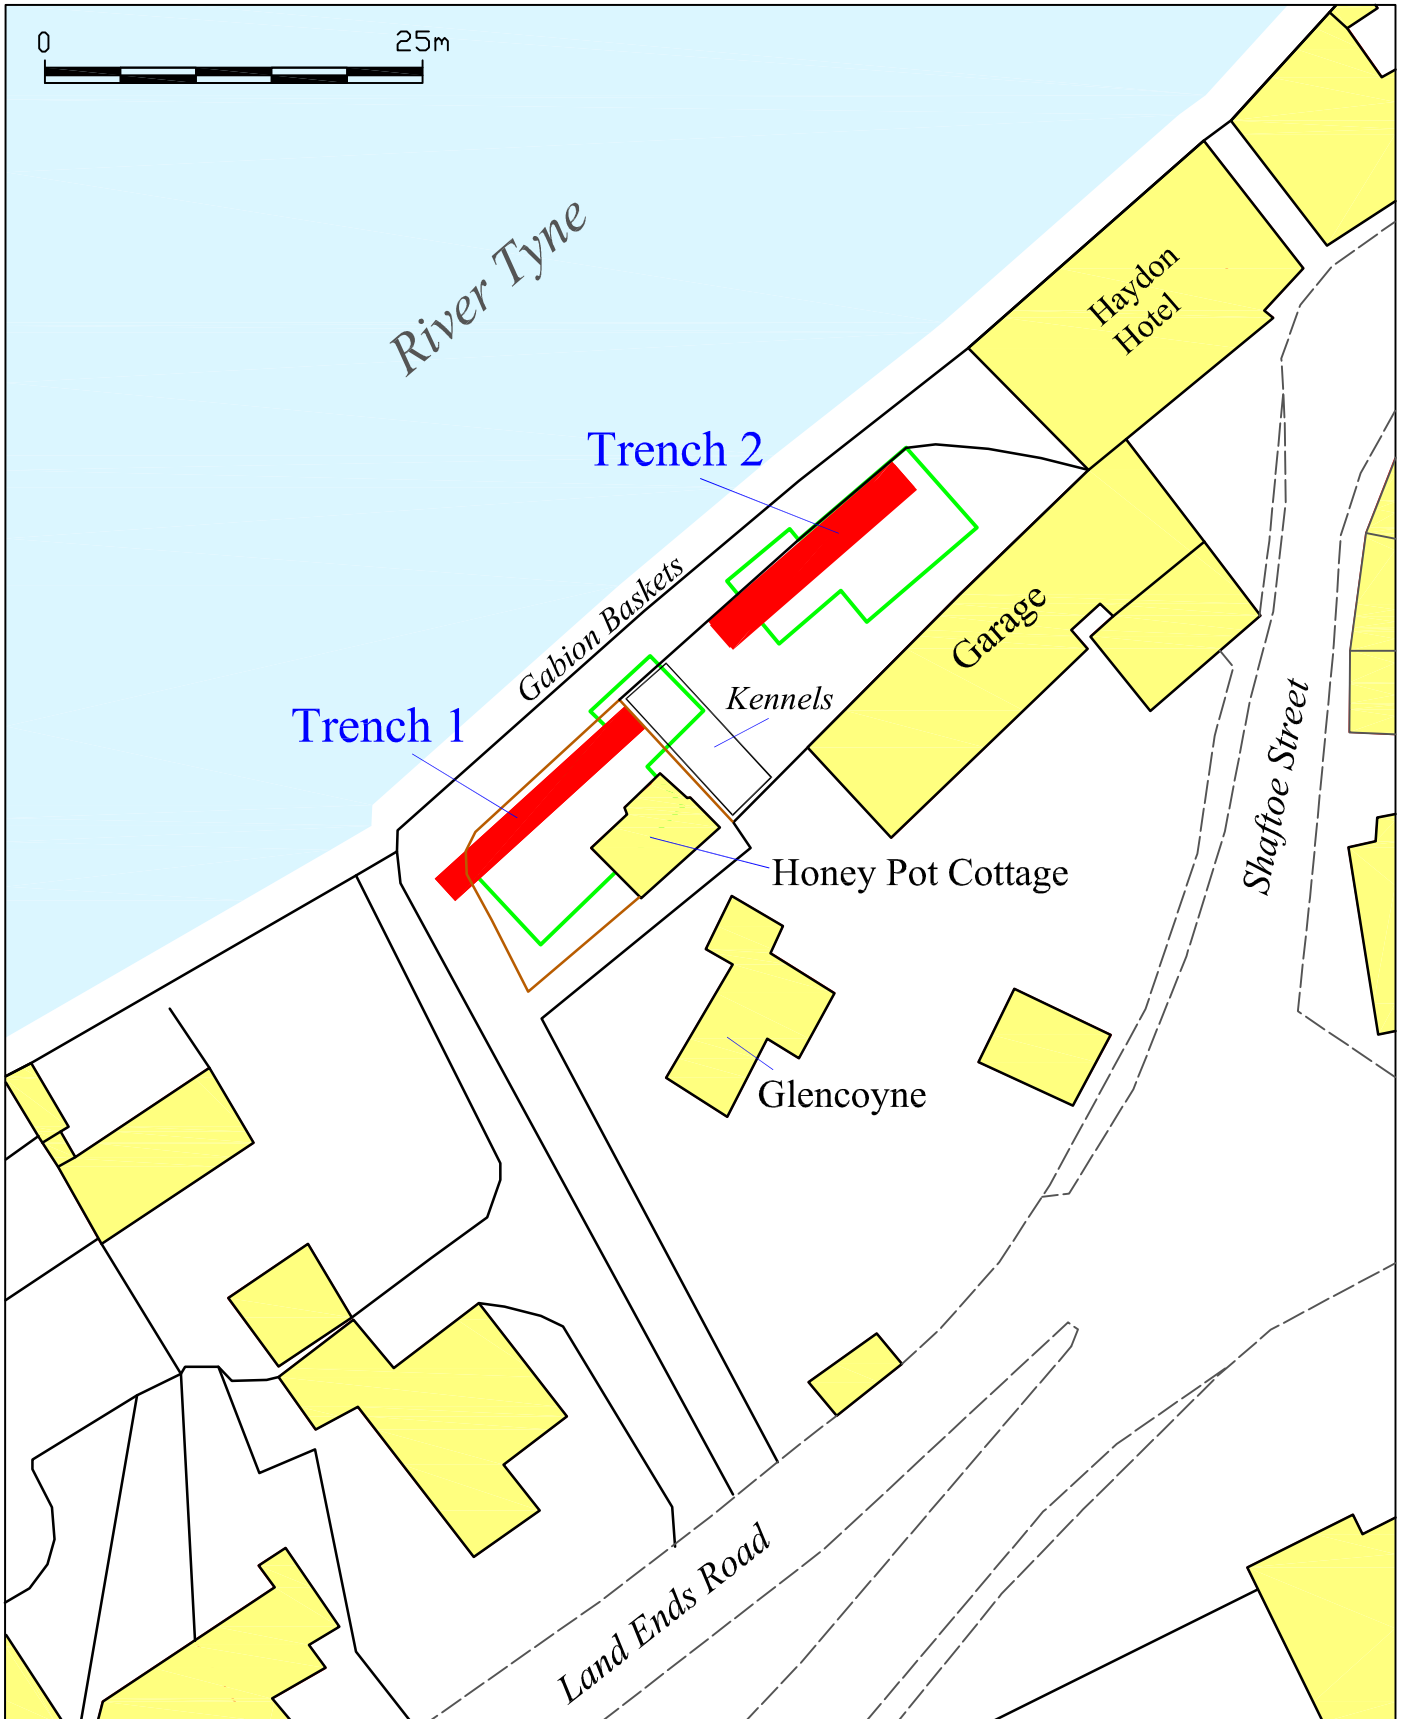 0 25m
River Tyne
Haydon
Hotel
Trench 2
Gabion Baskets
Garage
Kennels
Trench 1
Shaftoe Street
Honey Pot Cottage
Glencoyne
Land Ends Road